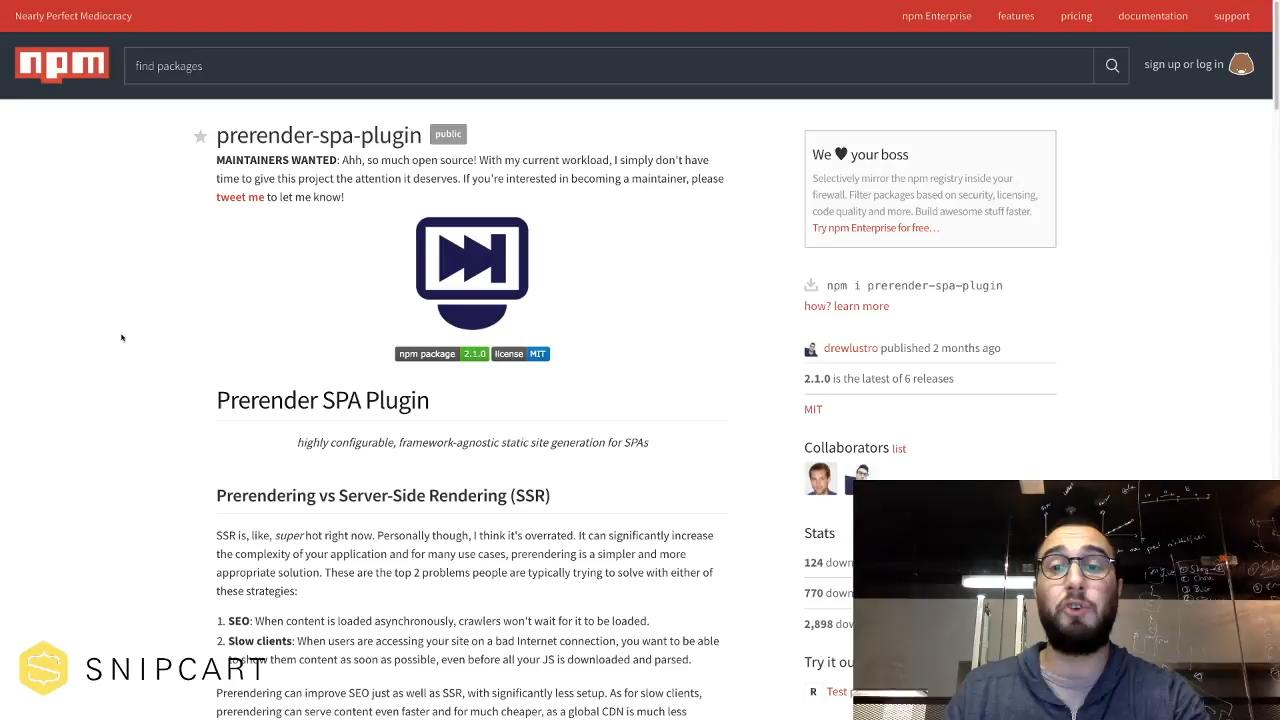 Nearly Perfect Mediocracy
npm Enterprise features pricing documentation support
npm
find packages
sign up or log in
prerender-spa-plugin public
MAINTAINERS WANTED: Ahh, so much open source! With my current workload, I simply don't have
time to give this project the attention it deserves. If you're interested in becoming a maintainer, please
tweet me to let me know!
npm package 2.1.0 license MIT
Prerender SPA Plugin
highly configurable, framework-agnostic static site generation for SPAs
Prerendering vs Server-Side Rendering (SSR)
SSR is, like, super hot right now. Personally though, I think it's overrated. It can significantly increase
the complexity of your application and for many use cases, prerendering is a simpler and more
appropriate solution. These are the top 2 problems people are typically trying to solve with either of
these strategies:
1. SEO: When content is loaded asynchronously, crawlers won't wait for it to be loaded.
2. Slow clients: When users are accessing your site on a bad Internet connection, you want to be able
to show them content as soon as possible, even before all your JS is downloaded and parsed.
Prerendering can improve SEO just as well as SSR, with significantly less setup. As for slow clients,
prerendering can serve content even faster and for much cheaper, as a global CDN is much less
SNIPCART
We ♥ your boss
Selectively mirror the npm registry inside your
firewall. Filter packages based on security, licensing,
code quality and more. Build awesome stuff faster.
Try npm Enterprise for free…
npm i prerender-spa-plugin
how? learn more
drewlustro published 2 months ago
2.1.0 is the latest of 6 releases
MIT
Collaborators list
Stats
124 down
770 down
2,898 dow
Try it ou
R Test